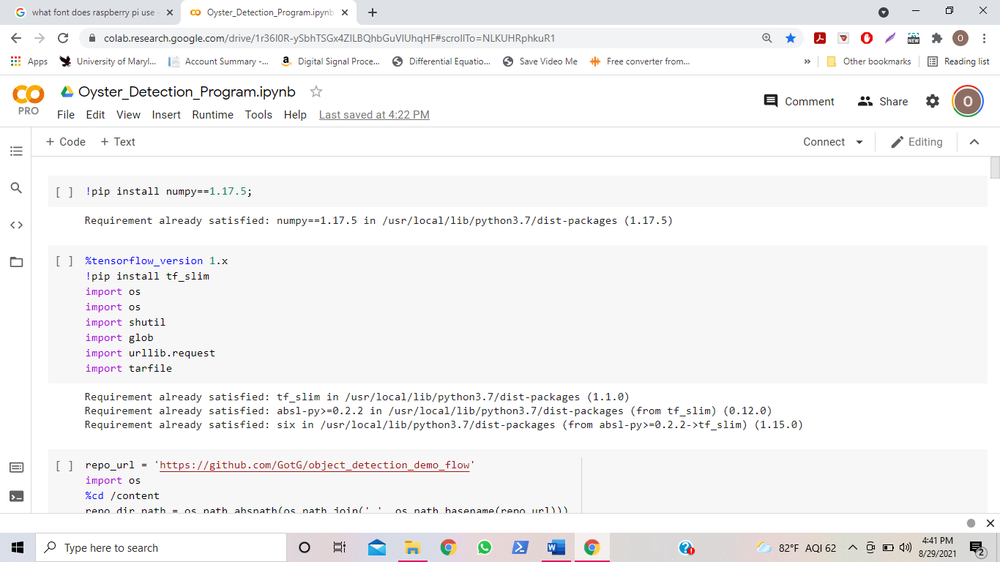 what font does raspberry pi use
Oyster_Detection_Program.ipynb
colab.research.google.com/drive/1r36I0R-ySbhTSGx4ZILBQhbGuVlUhqHF#scrollTo=NLKUHRphkuR1
NEW
O
Apps
University of Maryl...
Account Summary -...
Digital Signal Proce...
Differential Equatio...
Save Video Me
Free converter from...
»
Other bookmarks
Reading list
PRO
Oyster_Detection_Program.ipynb
Comment
Share
O
File Edit View Insert Runtime Tools Help Last saved at 4:22 PM
+ Code + Text
Connect
Editing
[ ] !pip install numpy==1.17.5;
Requirement already satisfied: numpy==1.17.5 in /usr/local/lib/python3.7/dist-packages (1.17.5)
[ ] %tensorflow_version 1.x
!pip install tf_slim
import os
import os
import shutil
import glob
import urllib.request
import tarfile
Requirement already satisfied: tf_slim in /usr/local/lib/python3.7/dist-packages (1.1.0)
Requirement already satisfied: absl-py>=0.2.2 in /usr/local/lib/python3.7/dist-packages (from tf_slim) (0.12.0)
Requirement already satisfied: six in /usr/local/lib/python3.7/dist-packages (from absl-py>=0.2.2->tf_slim) (1.15.0)
[ ] repo_url = 'https://github.com/GotG/object_detection_demo_flow'
import os
%cd /content
repo_dir_path = os.path.abspath(os.path.join('.', os.path.basename(repo_url)))
Type here to search
82°F AQI 62
4:41 PM
8/29/2021
2